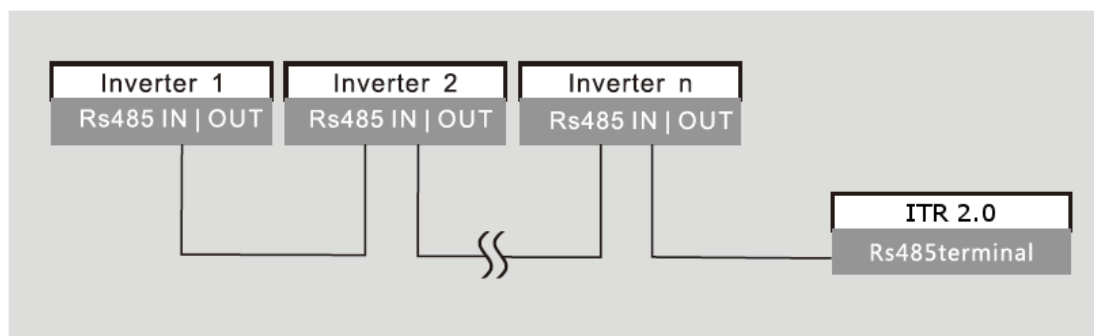 Inverter 1
Rs485 IN | OUT
Inverter 2
Rs485 IN | OUT
Inverter n
Rs485 IN | OUT
ITR 2.0
Rs485terminal